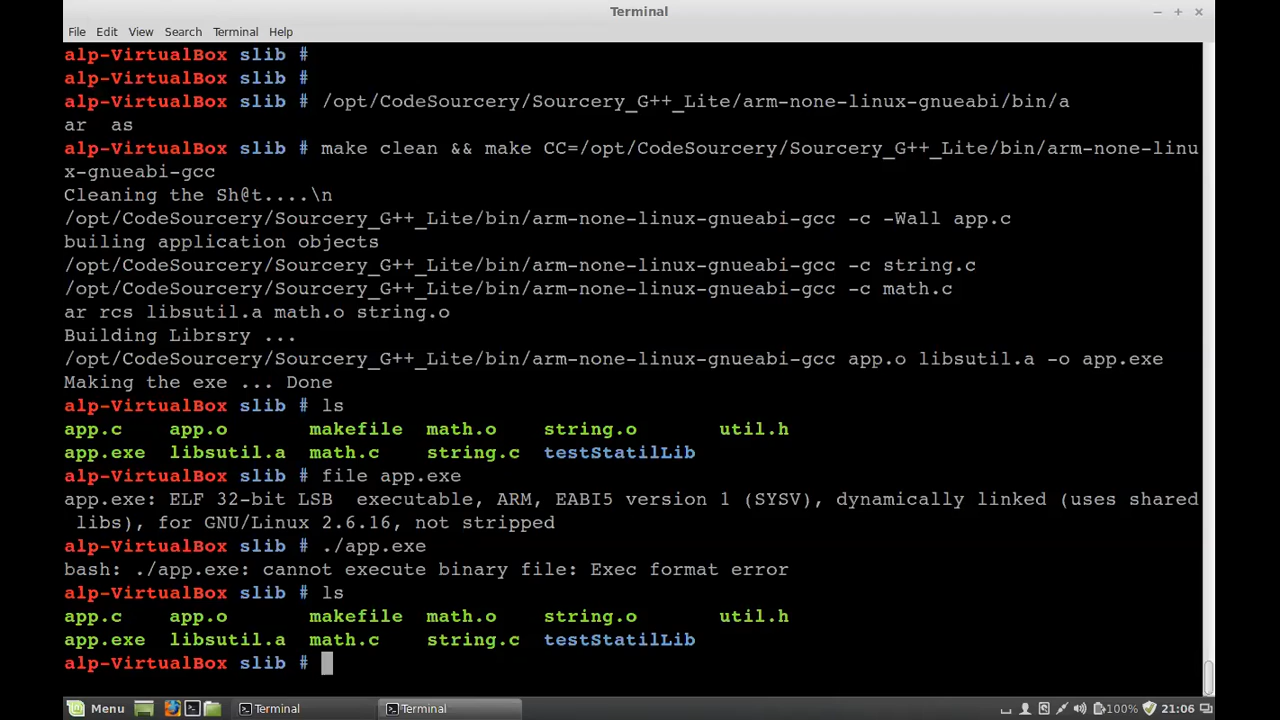 Terminal
File Edit View Search Terminal Help
alp-VirtualBox slib #
alp-VirtualBox slib #
alp-VirtualBox slib # /opt/CodeSourcery/Sourcery_G++_Lite/arm-none-linux-gnueabi/bin/a
ar as
alp-VirtualBox slib # make clean && make CC=/opt/CodeSourcery/Sourcery_G++_Lite/bin/arm-none-linu
x-gnueabi-gcc
Cleaning the Sh@t....\n
/opt/CodeSourcery/Sourcery_G++_Lite/bin/arm-none-linux-gnueabi-gcc -c -Wall app.c
builing application objects
/opt/CodeSourcery/Sourcery_G++_Lite/bin/arm-none-linux-gnueabi-gcc -c string.c
/opt/CodeSourcery/Sourcery_G++_Lite/bin/arm-none-linux-gnueabi-gcc -c math.c
ar rcs libsutil.a math.o string.o
Building Librsry ...
/opt/CodeSourcery/Sourcery_G++_Lite/bin/arm-none-linux-gnueabi-gcc app.o libsutil.a -o app.exe
Making the exe ... Done
alp-VirtualBox slib # ls
app.c app.o makefile math.o string.o util.h
app.exe libsutil.a math.c string.c testStatilLib
alp-VirtualBox slib # file app.exe
app.exe: ELF 32-bit LSB executable, ARM, EABI5 version 1 (SYSV), dynamically linked (uses shared
libs), for GNU/Linux 2.6.16, not stripped
alp-VirtualBox slib # ./app.exe
bash: ./app.exe: cannot execute binary file: Exec format error
alp-VirtualBox slib # ls
app.c app.o makefile math.o string.o util.h
app.exe libsutil.a math.c string.c testStatilLib
alp-VirtualBox slib #
Menu Terminal Terminal 100% 21:06